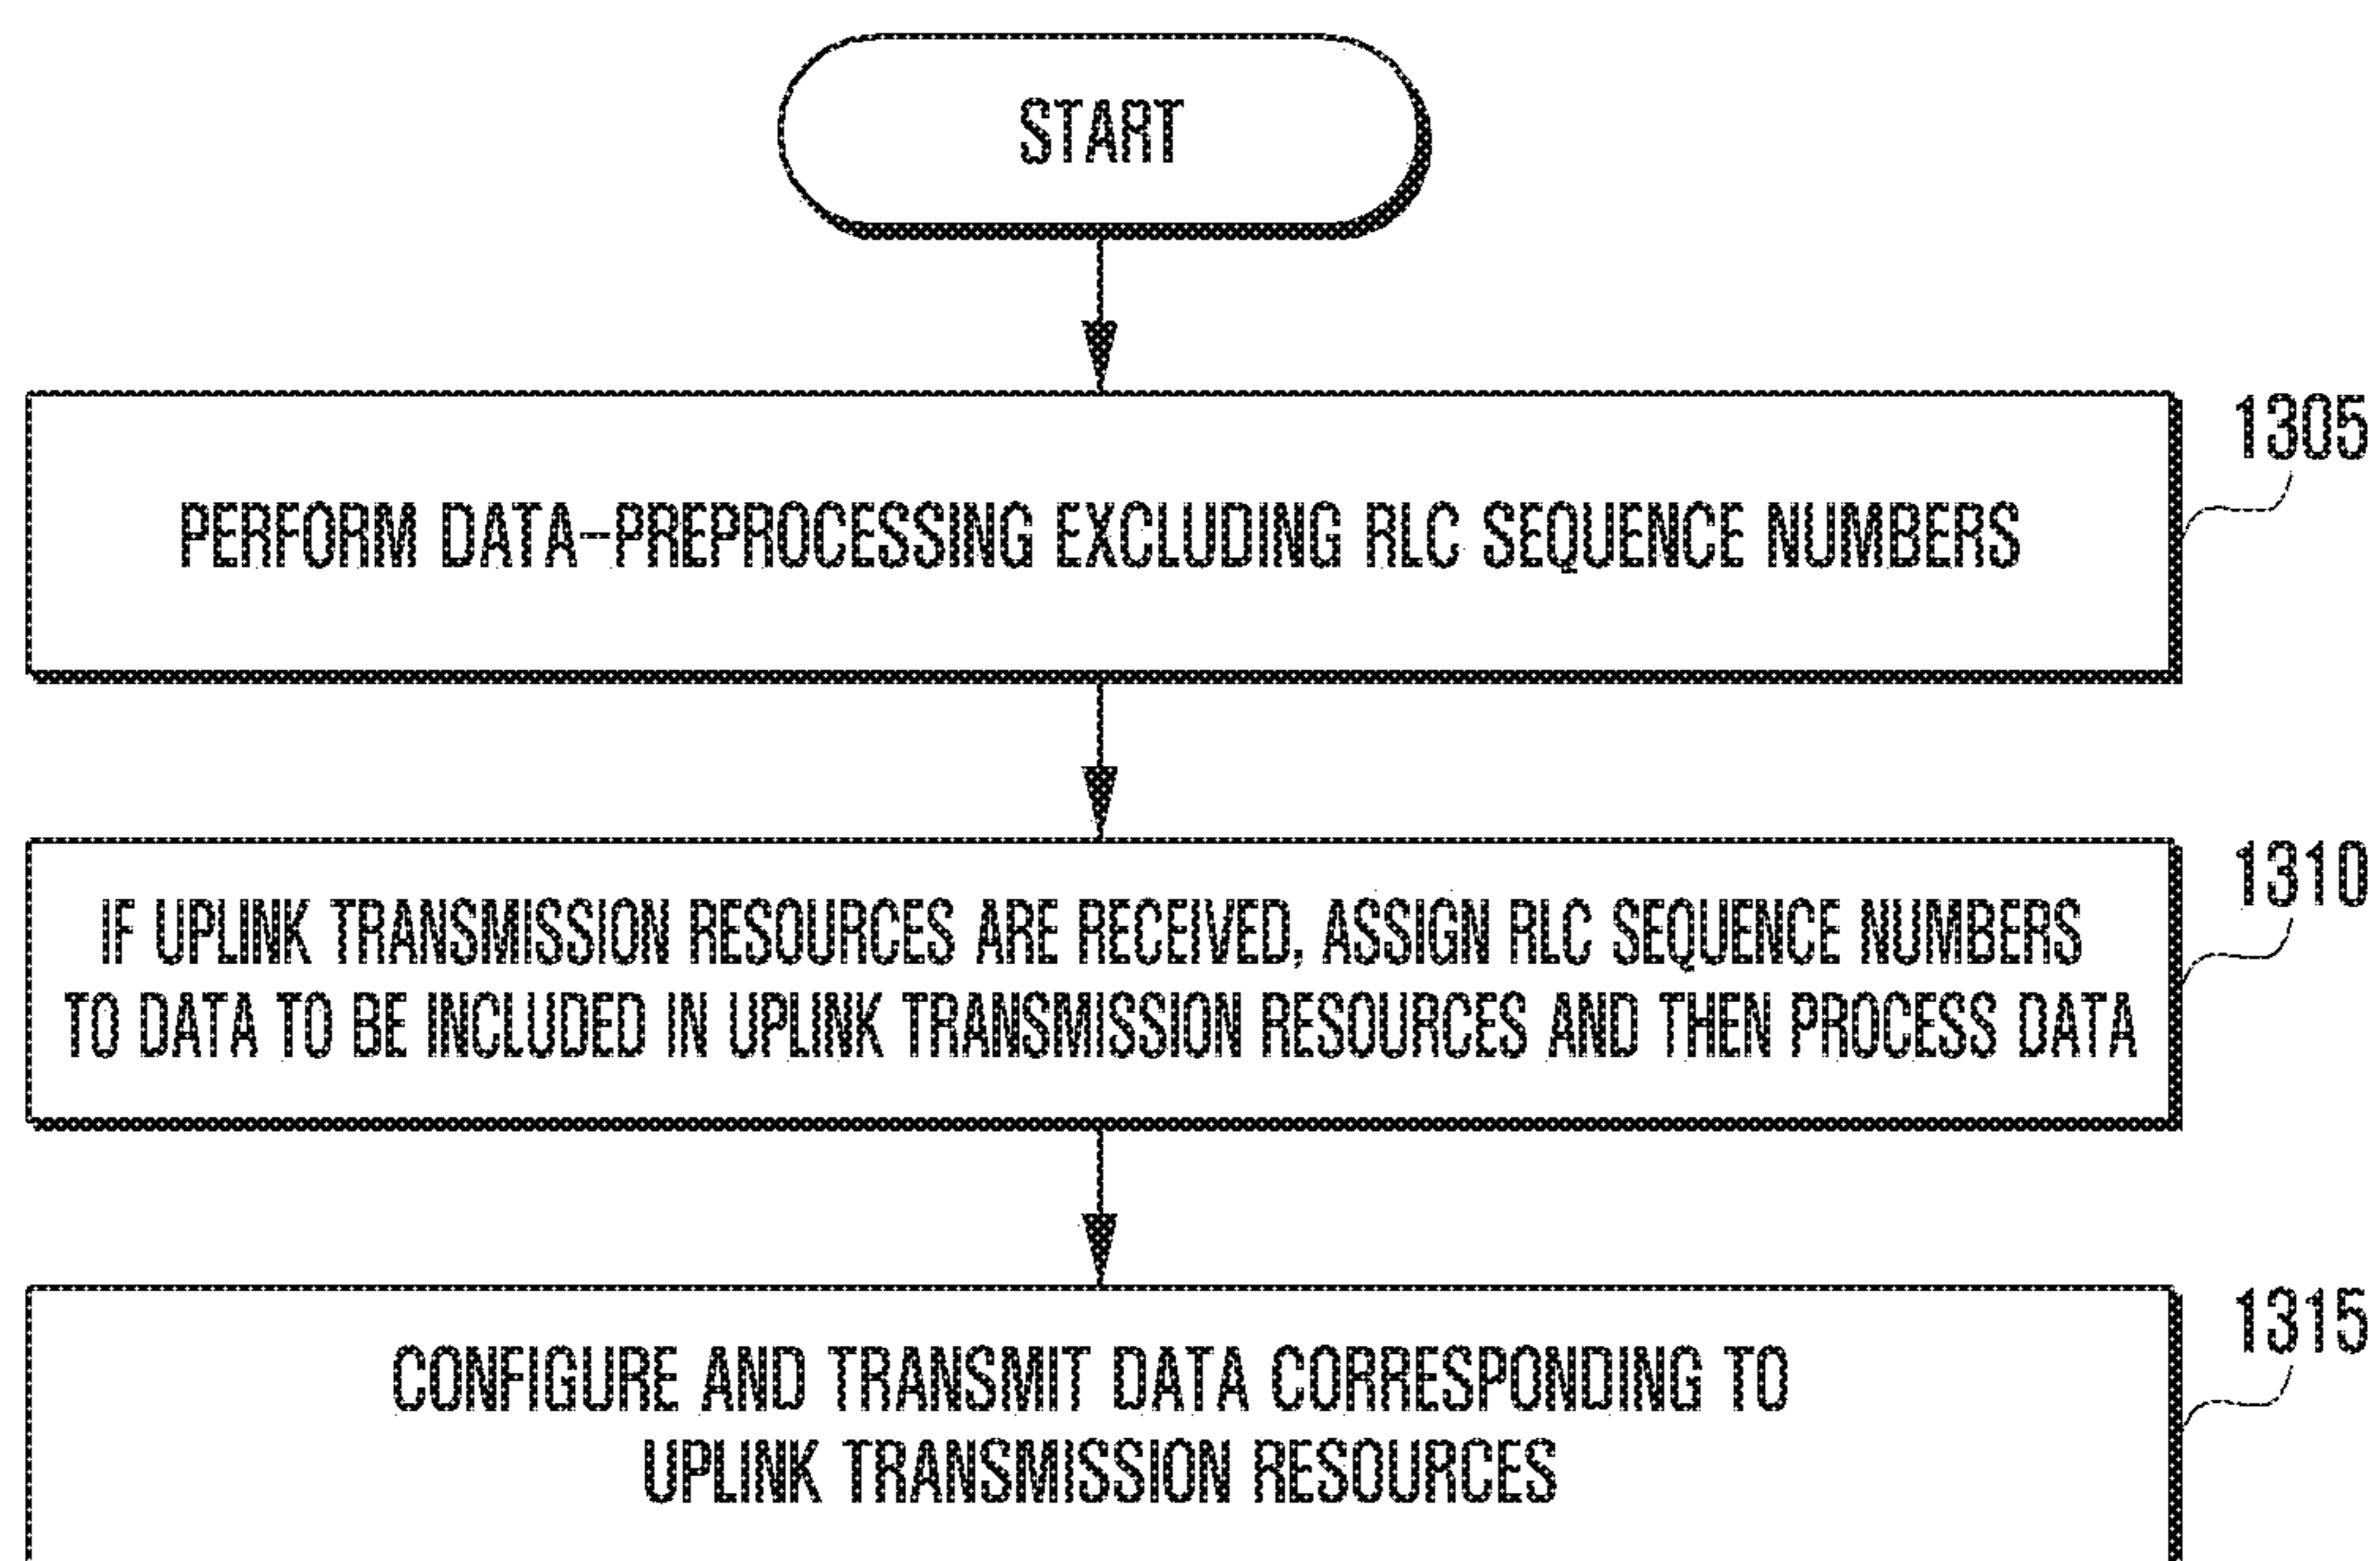 START
1305
PERFORM DATA-PREPROCESSING EXCLUDING RLC SEQUENCE NUMBERS
1310
IF UPLINK TRANSMISSION RESOURCES ARE RECEIVED, ASSIGN RLC SEQUENCE NUMBERS
TO DATA TO BE INCLUDED IN UPLINK TRANSMISSION RESOURCES AND THEN PROCESS DATA
1315
CONFIGURE AND TRANSMIT DATA CORRESPONDING TO
UPLINK TRANSMISSION RESOURCES